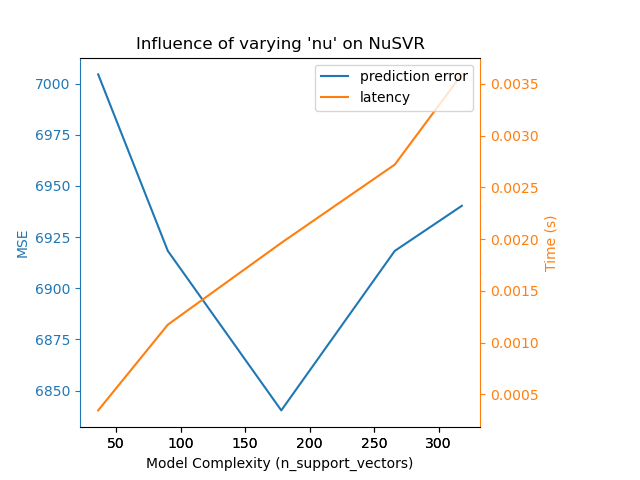 Influence of varying 'nu' on NuSVR
prediction error
latency
7000
6975
6950
6925
6900
6875
6850
MSE
0.0035
0.0030
0.0025
0.0020
0.0015
0.0010
0.0005
Time (s)
50 100 150 200 250 300
Model Complexity (n_support_vectors)